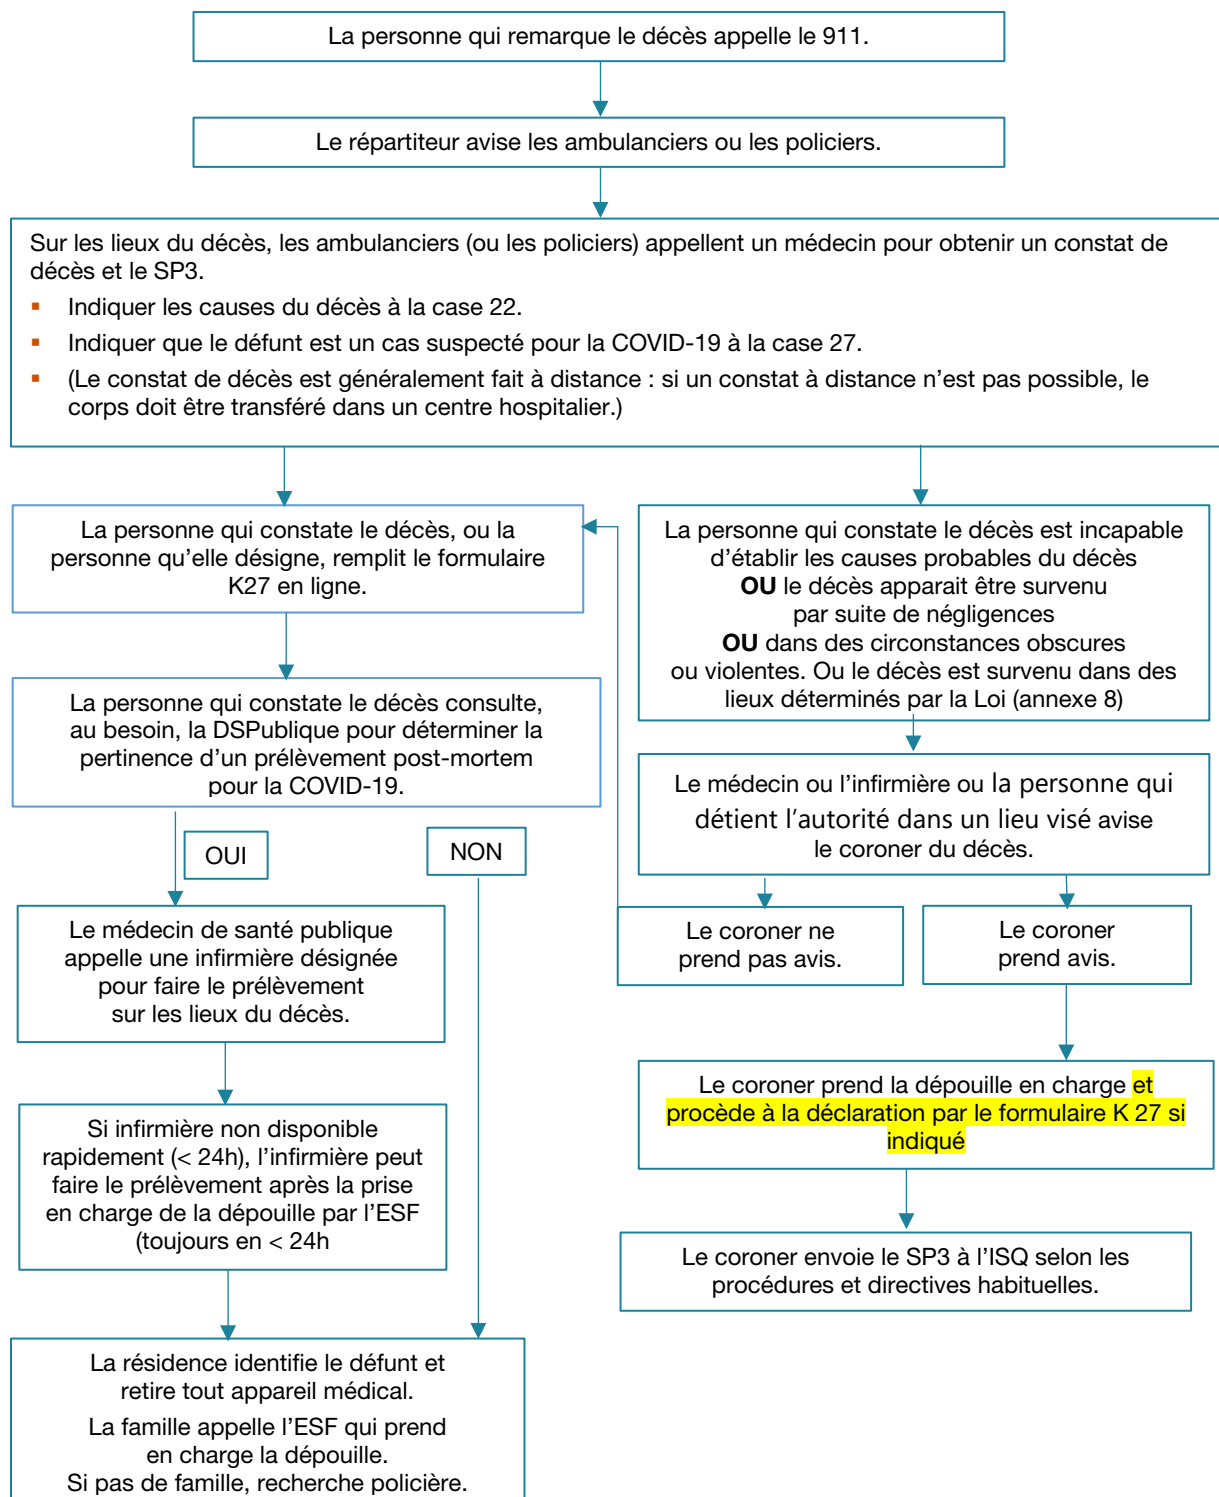 La personne qui remarque le décès appelle le 911.
Le répartiteur avise les ambulanciers ou les policiers.
Sur les lieux du décès, les ambulanciers (ou les policiers) appellent un médecin pour obtenir un constat de
décès et le SP3.
▪ Indiquer les causes du décès à la case 22.
▪ Indiquer que le défunt est un cas suspecté pour la COVID-19 à la case 27.
▪ (Le constat de décès est généralement fait à distance : si un constat à distance n’est pas possible, le
corps doit être transféré dans un centre hospitalier.)
La personne qui constate le décès, ou la
personne qu’elle désigne, remplit le formulaire
K27 en ligne.
La personne qui constate le décès consulte,
au besoin, la DSPublique pour déterminer la
pertinence d’un prélèvement post-mortem
pour la COVID-19.
OUI
NON
Le médecin de santé publique
appelle une infirmière désignée
pour faire le prélèvement
sur les lieux du décès.
Si infirmière non disponible
rapidement (< 24h), l’infirmière peut
faire le prélèvement après la prise
en charge de la dépouille par l’ESF
(toujours en < 24h
La résidence identifie le défunt et
retire tout appareil médical.
La famille appelle l’ESF qui prend
en charge la dépouille.
Si pas de famille, recherche policière.
La personne qui constate le décès est incapable
d’établir les causes probables du décès
OU le décès apparait être survenu
par suite de négligences
OU dans des circonstances obscures
ou violentes. Ou le décès est survenu dans des
lieux déterminés par la Loi (annexe 8)
Le médecin ou l’infirmière ou la personne qui
détient l’autorité dans un lieu visé avise
le coroner du décès.
Le coroner ne
prend pas avis.
Le coroner
prend avis.
Le coroner prend la dépouille en charge et
procède à la déclaration par le formulaire K 27 si
indiqué
Le coroner envoie le SP3 à l’ISQ selon les
procédures et directives habituelles.